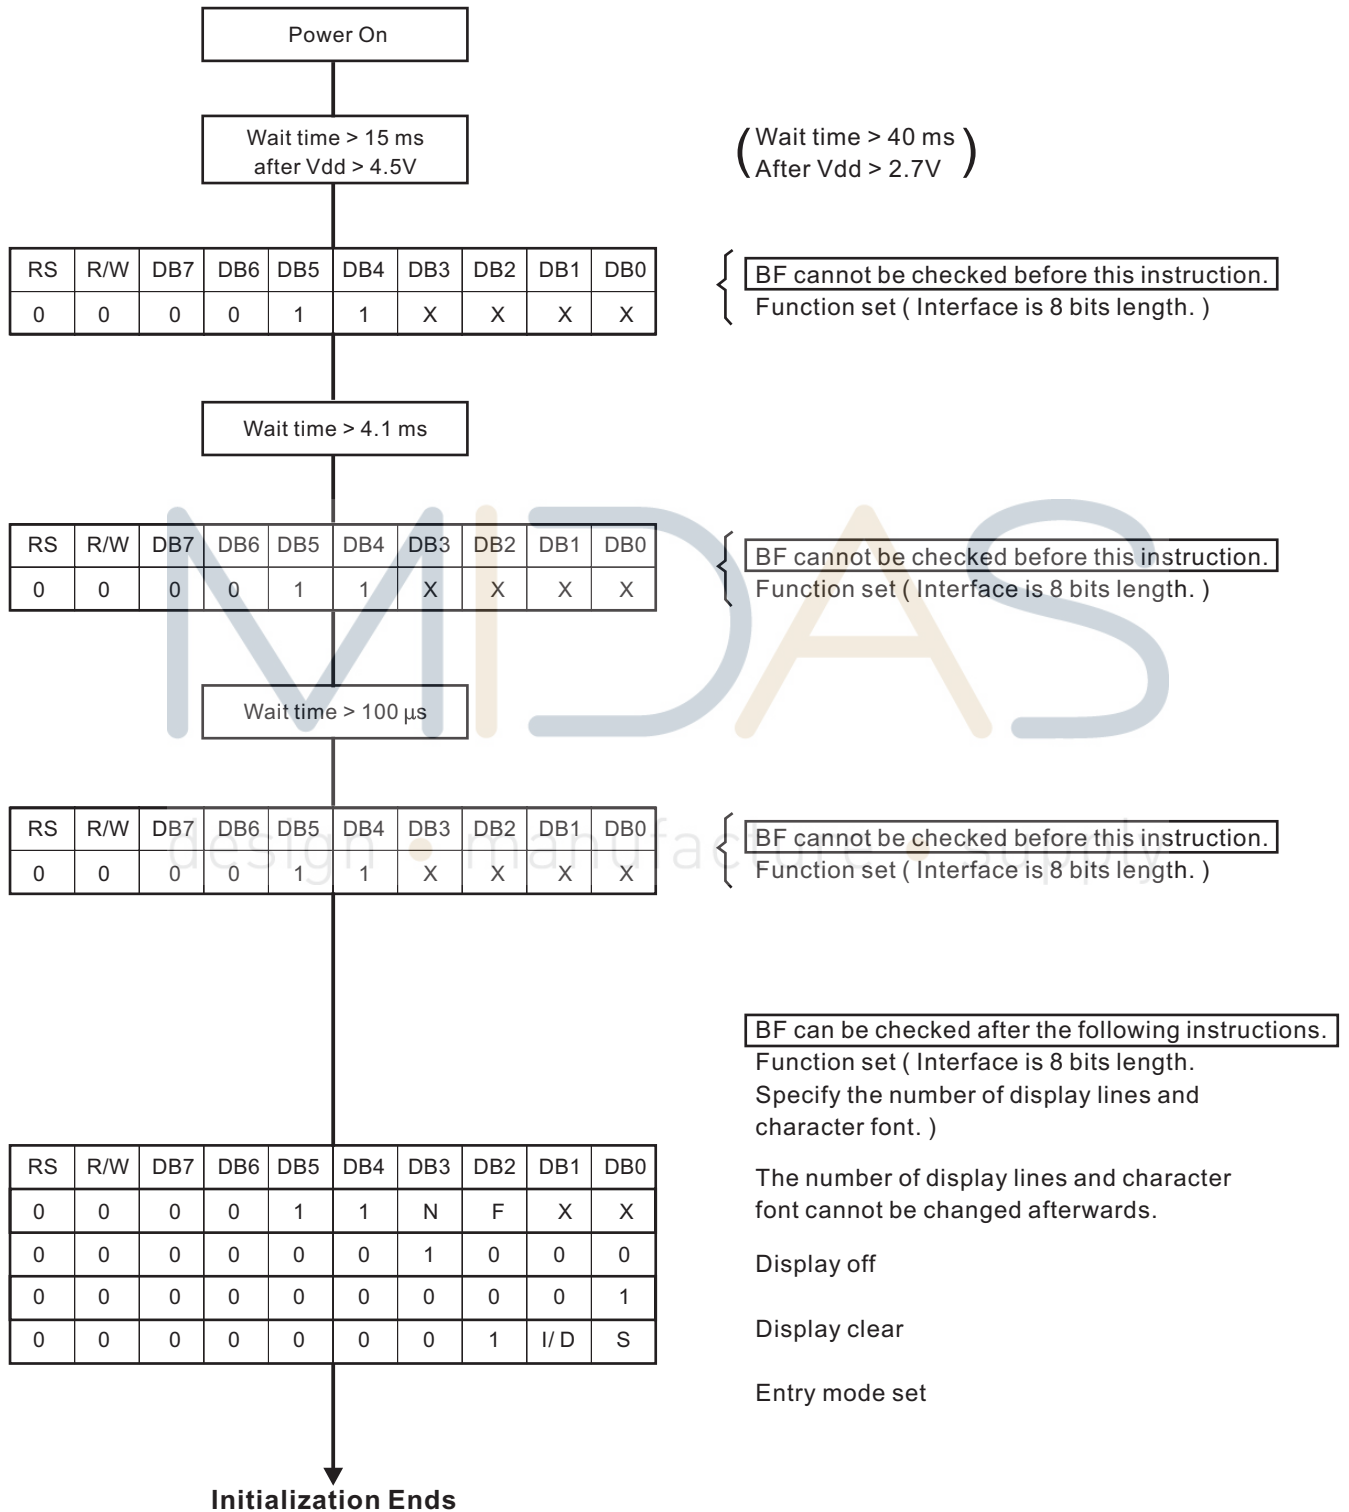 Power On
Wait time > 15 ms
after Vdd > 4.5V
(Wait time > 40 ms
After Vdd > 2.7V)
RS R/W DB7 DB6 DB5 DB4 DB3 DB2 DB1 DB0
0 0 0 0 1 1 X X X X
BF cannot be checked before this instruction.
Function set ( Interface is 8 bits length. )
Wait time > 4.1 ms
MIDAS
RS R/W DB7 DB6 DB5 DB4 DB3 DB2 DB1 DB0
0 0 0 0 1 1 X X X X
BF cannot be checked before this instruction.
Function set ( Interface is 8 bits length. )
Wait time > 100 μs
design • manufacture • supply
RS R/W DB7 DB6 DB5 DB4 DB3 DB2 DB1 DB0
0 0 0 0 1 1 X X X X
BF cannot be checked before this instruction.
Function set ( Interface is 8 bits length. )
BF can be checked after the following instructions.
Function set ( Interface is 8 bits length.
Specify the number of display lines and
character font. )
The number of display lines and character
font cannot be changed afterwards.
Display off
Display clear
Entry mode set
RS R/W DB7 DB6 DB5 DB4 DB3 DB2 DB1 DB0
0 0 0 0 1 1 N F X X
0 0 0 0 0 0 1 0 0 0
0 0 0 0 0 0 0 0 0 1
0 0 0 0 0 0 0 1 I/ D S
Initialization Ends